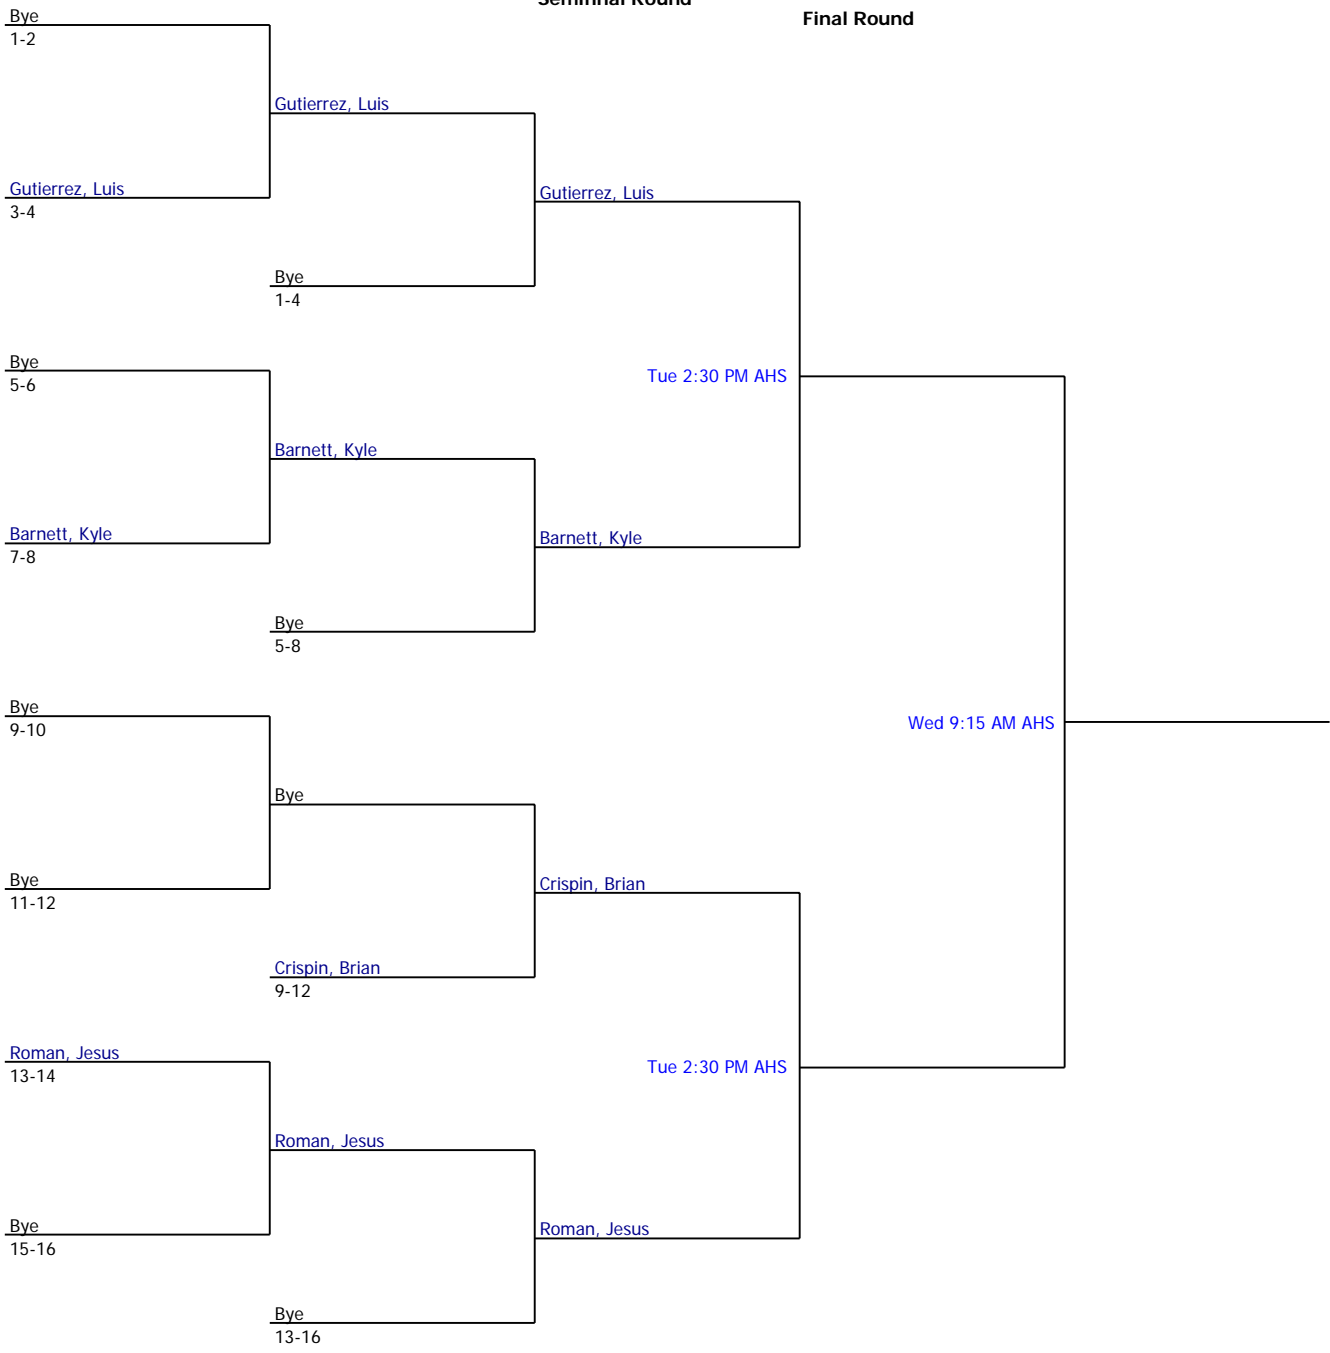 Semifinal Round
Final Round
Bye
1-2
Gutierrez, Luis
Gutierrez, Luis
3-4
Gutierrez, Luis
Bye
1-4
Bye
5-6
Tue 2:30 PM AHS
Barnett, Kyle
Barnett, Kyle
7-8
Barnett, Kyle
Bye
5-8
Bye
9-10
Wed 9:15 AM AHS
Bye
Bye
11-12
Crispin, Brian
Crispin, Brian
9-12
Roman, Jesus
13-14
Tue 2:30 PM AHS
Roman, Jesus
Bye
15-16
Roman, Jesus
Bye
13-16